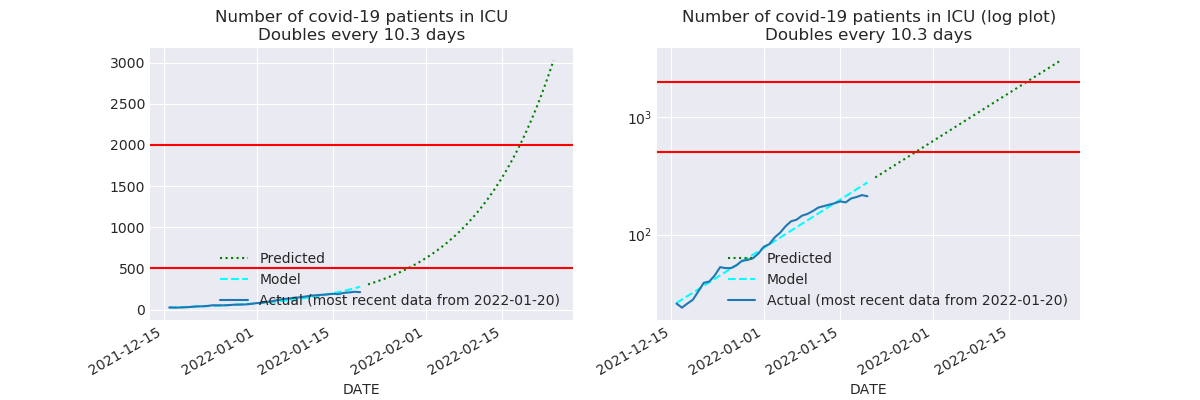 Number of covid-19 patients in ICU
Doubles every 10.3 days
3000
2500
2000
1500
1000
500
0
Predicted
Model
Actual (most recent data from 2022-01-20)
2021-12-15
2022-01-01
2022-01-15
2022-02-01
2022-02-15
DATE
Number of covid-19 patients in ICU (log plot)
Doubles every 10.3 days
10³
10²
Predicted
Model
Actual (most recent data from 2022-01-20)
2021-12-15
2022-01-01
2022-01-15
2022-02-01
2022-02-15
DATE